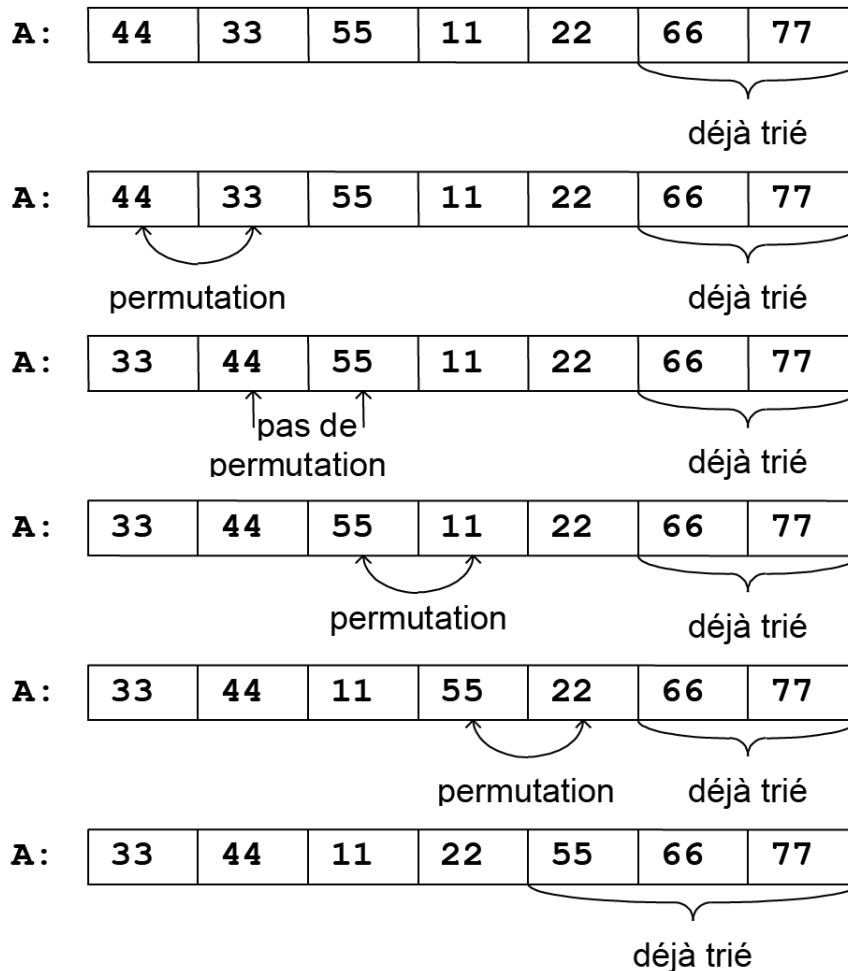 A: 44 33 55 11 22 66 77
déjà trié
A: 44 33 55 11 22 66 77
permutation déjà trié
A: 33 44 55 11 22 66 77
pas de
permutation déjà trié
A: 33 44 55 11 22 66 77
permutation déjà trié
A: 33 44 11 55 22 66 77
permutation déjà trié
A: 33 44 11 22 55 66 77
déjà trié